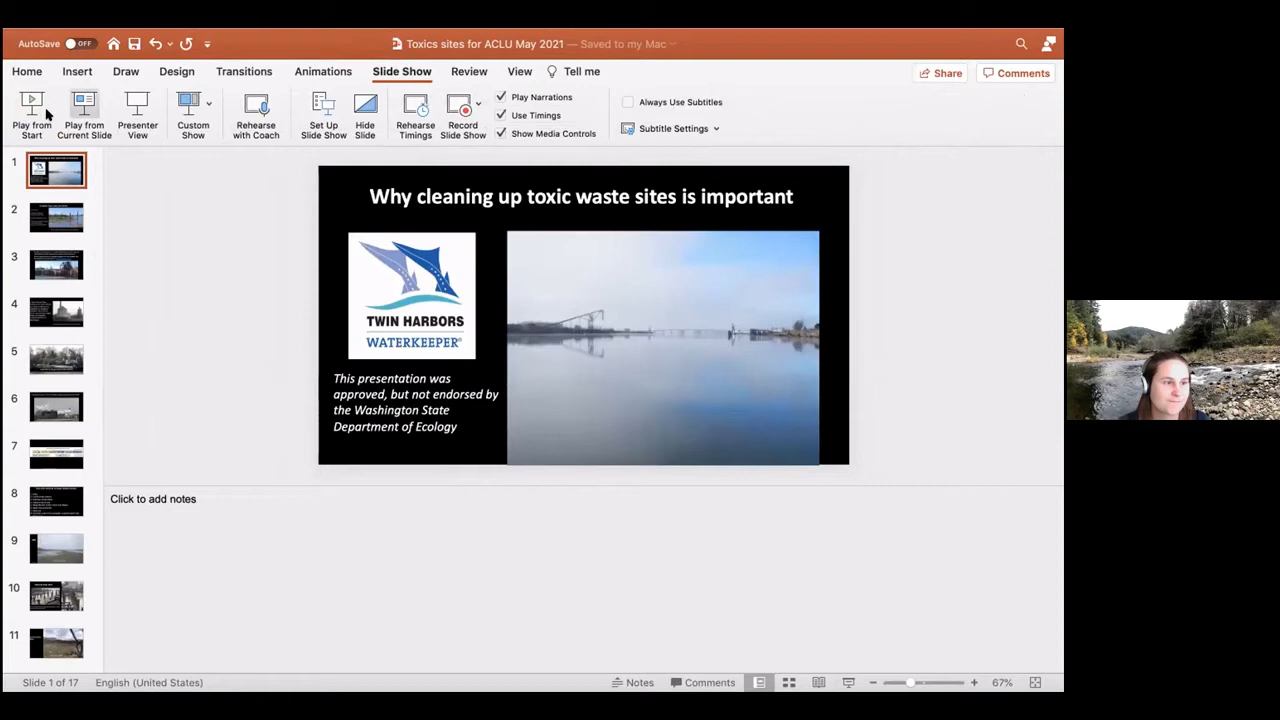 AutoSave OFF
Toxics sites for ACLU May 2021 — Saved to my Mac
Home Insert Draw Design Transitions Animations Slide Show Review View Tell me
Share Comments
Play from Start
Play from Current Slide
Presenter View
Custom Show
Rehearse with Coach
Set Up Slide Show
Hide Slide
Rehearse Timings
Record Slide Show
Play Narrations
Use Timings
Show Media Controls
Always Use Subtitles
Subtitle Settings
1
2
3
4
5
6
7
8
9
10
11
Why cleaning up toxic waste sites is important
TWIN HARBORS
WATERKEEPER®
This presentation was
approved, but not endorsed by
the Washington State
Department of Ecology
Click to add notes
Slide 1 of 17 English (United States) Notes Comments 67%